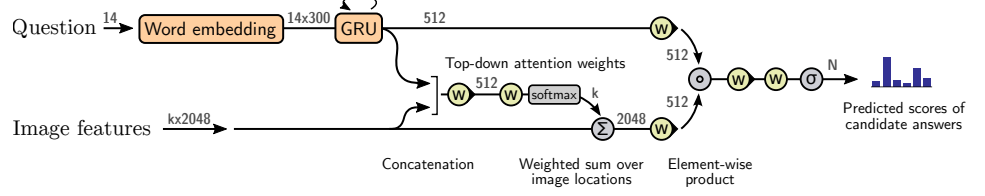 Question 14 Word embedding 14x300 GRU 512 w
512
Top-down attention weights
w 512 w softmax k
w w σ N
512
Image features kx2048 Σ 2048 w
Predicted scores of
candidate answers
Concatenation
Weighted sum over
image locations
Element-wise
product